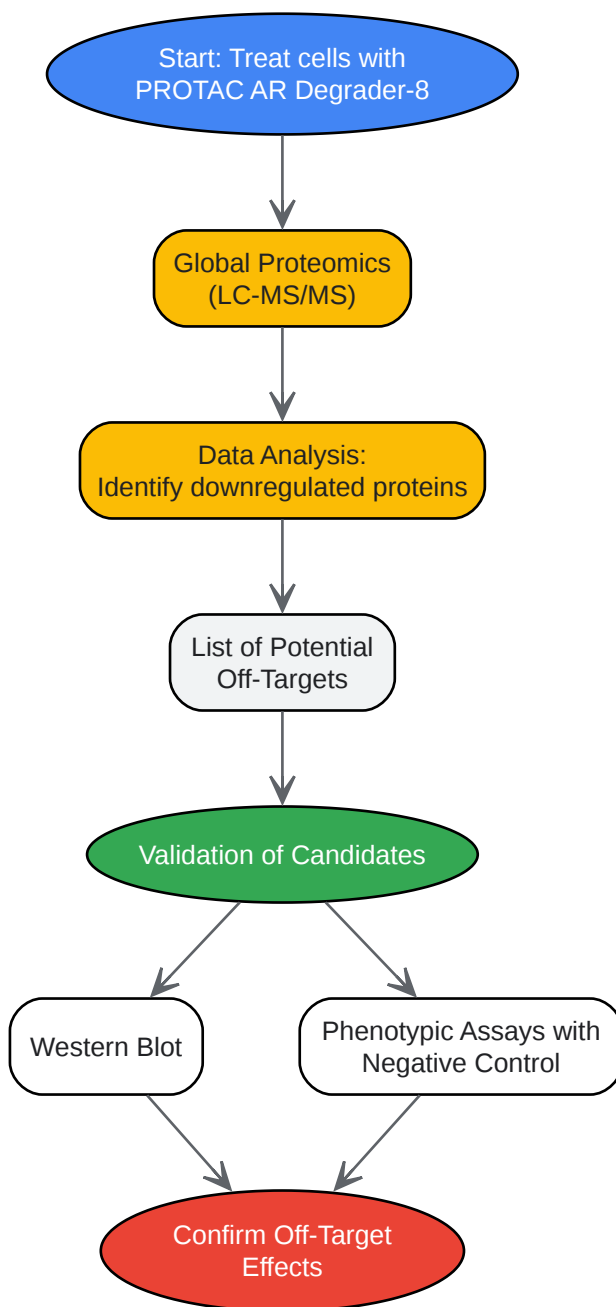 Start: Treat cells with
PROTAC AR Degrader-8
Global Proteomics
(LC-MS/MS)
Data Analysis:
Identify downregulated proteins
List of Potential
Off-Targets
Validation of Candidates
Western Blot
Phenotypic Assays with
Negative Control
Confirm Off-Target
Effects